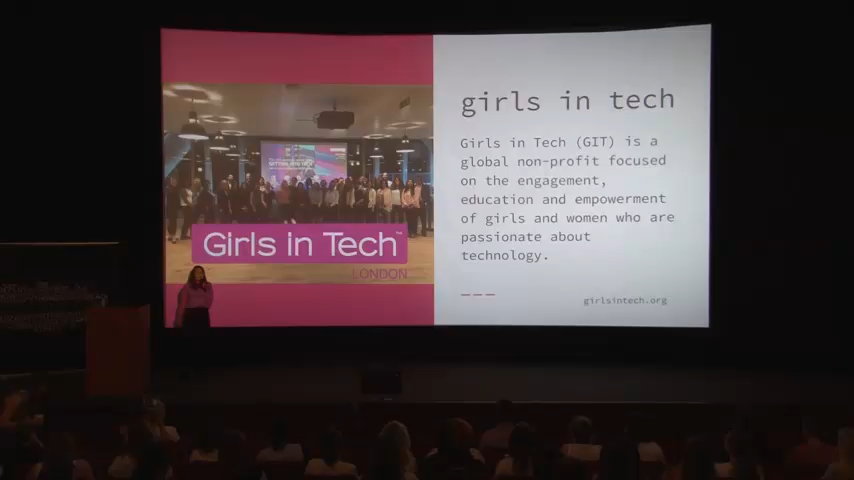 Girls in Tech™
LONDON
girls in tech
Girls in Tech (GIT) is a
global non-profit focused
on the engagement,
education and empowerment
of girls and women who are
passionate about
technology.
girlsintech.org